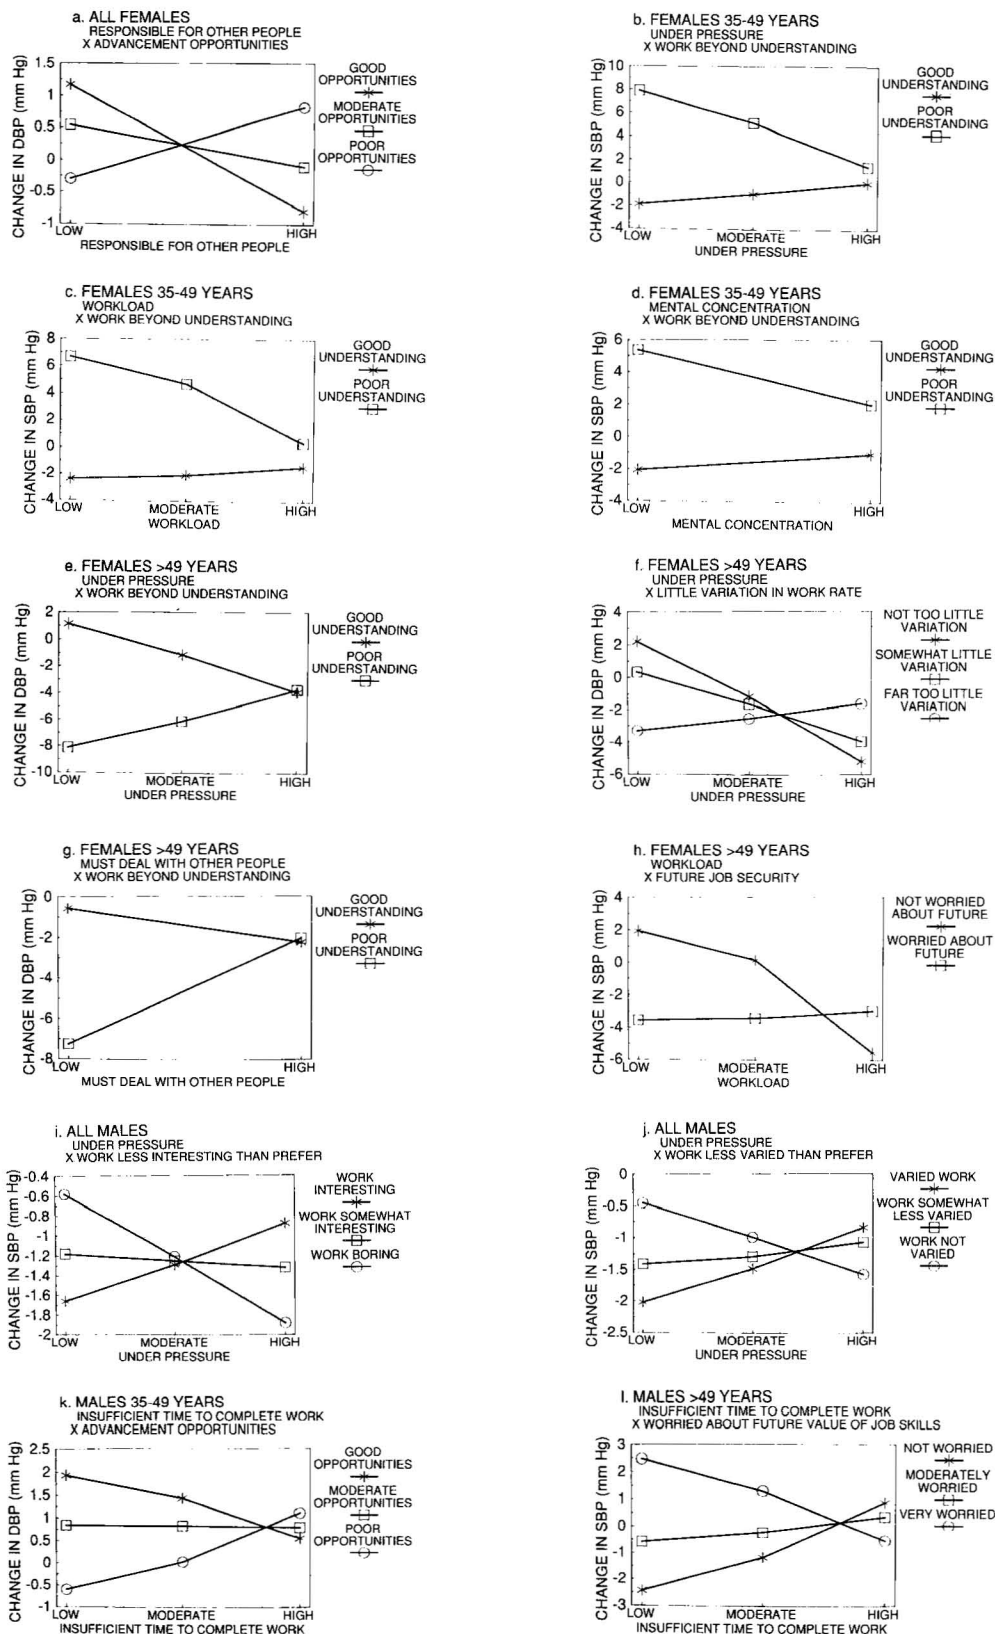 a. ALL FEMALES
RESPONSIBLE FOR OTHER PEOPLE
X ADVANCEMENT OPPORTUNITIES
CHANGE IN DBP (mm Hg)
1.5
1
0.5
0
-0.5
-1
LOW
HIGH
RESPONSIBLE FOR OTHER PEOPLE
GOOD
OPPORTUNITIES
MODERATE
OPPORTUNITIES
POOR
OPPORTUNITIES
b. FEMALES 35-49 YEARS
UNDER PRESSURE
X WORK BEYOND UNDERSTANDING
CHANGE IN SBP (mm Hg)
10
8
6
4
2
0
-2
-4
LOW
MODERATE
HIGH
UNDER PRESSURE
GOOD
UNDERSTANDING
POOR
UNDERSTANDING
c. FEMALES 35-49 YEARS
WORKLOAD
X WORK BEYOND UNDERSTANDING
CHANGE IN SBP (mm Hg)
8
6
4
2
0
-2
-4
LOW
MODERATE
HIGH
WORKLOAD
GOOD
UNDERSTANDING
POOR
UNDERSTANDING
d. FEMALES 35-49 YEARS
MENTAL CONCENTRATION
X WORK BEYOND UNDERSTANDING
CHANGE IN SBP (mm Hg)
6
4
2
0
-2
-4
LOW
HIGH
MENTAL CONCENTRATION
GOOD
UNDERSTANDING
POOR
UNDERSTANDING
e. FEMALES >49 YEARS
UNDER PRESSURE
X WORK BEYOND UNDERSTANDING
CHANGE IN DBP (mm Hg)
2
0
-2
-4
-6
-8
-10
LOW
MODERATE
HIGH
UNDER PRESSURE
GOOD
UNDERSTANDING
POOR
UNDERSTANDING
f. FEMALES >49 YEARS
UNDER PRESSURE
X LITTLE VARIATION IN WORK RATE
CHANGE IN DBP (mm Hg)
4
2
0
-2
-4
-6
LOW
MODERATE
HIGH
UNDER PRESSURE
NOT TOO LITTLE
VARIATION
SOMEWHAT LITTLE
VARIATION
FAR TOO LITTLE
VARIATION
g. FEMALES >49 YEARS
MUST DEAL WITH OTHER PEOPLE
X WORK BEYOND UNDERSTANDING
CHANGE IN DBP (mm Hg)
0
-2
-4
-6
-8
LOW
HIGH
MUST DEAL WITH OTHER PEOPLE
GOOD
UNDERSTANDING
POOR
UNDERSTANDING
h. FEMALES >49 YEARS
WORKLOAD
X FUTURE JOB SECURITY
CHANGE IN SBP (mm Hg)
4
2
0
-2
-4
-6
LOW
MODERATE
HIGH
WORKLOAD
NOT WORRIED
ABOUT FUTURE
WORRIED ABOUT
FUTURE
i. ALL MALES
UNDER PRESSURE
X WORK LESS INTERESTING THAN PREFER
CHANGE IN SBP (mm Hg)
-0.4
-0.6
-0.8
-1
-1.2
-1.4
-1.6
-1.8
-2
LOW
MODERATE
HIGH
UNDER PRESSURE
WORK
INTERESTING
WORK SOMEWHAT
INTERESTING
WORK BORING
j. ALL MALES
UNDER PRESSURE
X WORK LESS VARIED THAN PREFER
CHANGE IN SBP (mm Hg)
0
-0.5
-1
-1.5
-2
-2.5
LOW
MODERATE
HIGH
UNDER PRESSURE
VARIED WORK
WORK SOMEWHAT
LESS VARIED
WORK NOT
VARIED
k. MALES 35-49 YEARS
INSUFFICIENT TIME TO COMPLETE WORK
X ADVANCEMENT OPPORTUNITIES
CHANGE IN DBP (mm Hg)
2.5
2
1.5
1
0.5
0
-0.5
-1
LOW
MODERATE
HIGH
INSUFFICIENT TIME TO COMPLETE WORK
GOOD
OPPORTUNITIES
MODERATE
OPPORTUNITIES
POOR
OPPORTUNITIES
l. MALES >49 YEARS
INSUFFICIENT TIME TO COMPLETE WORK
X WORRIED ABOUT FUTURE VALUE OF JOB SKILLS
CHANGE IN SBP (mm Hg)
3
2
1
0
-1
-2
-3
LOW
MODERATE
HIGH
INSUFFICIENT TIME TO COMPLETE WORK
NOT WORRIED
MODERATELY
WORRIED
VERY WORRIED